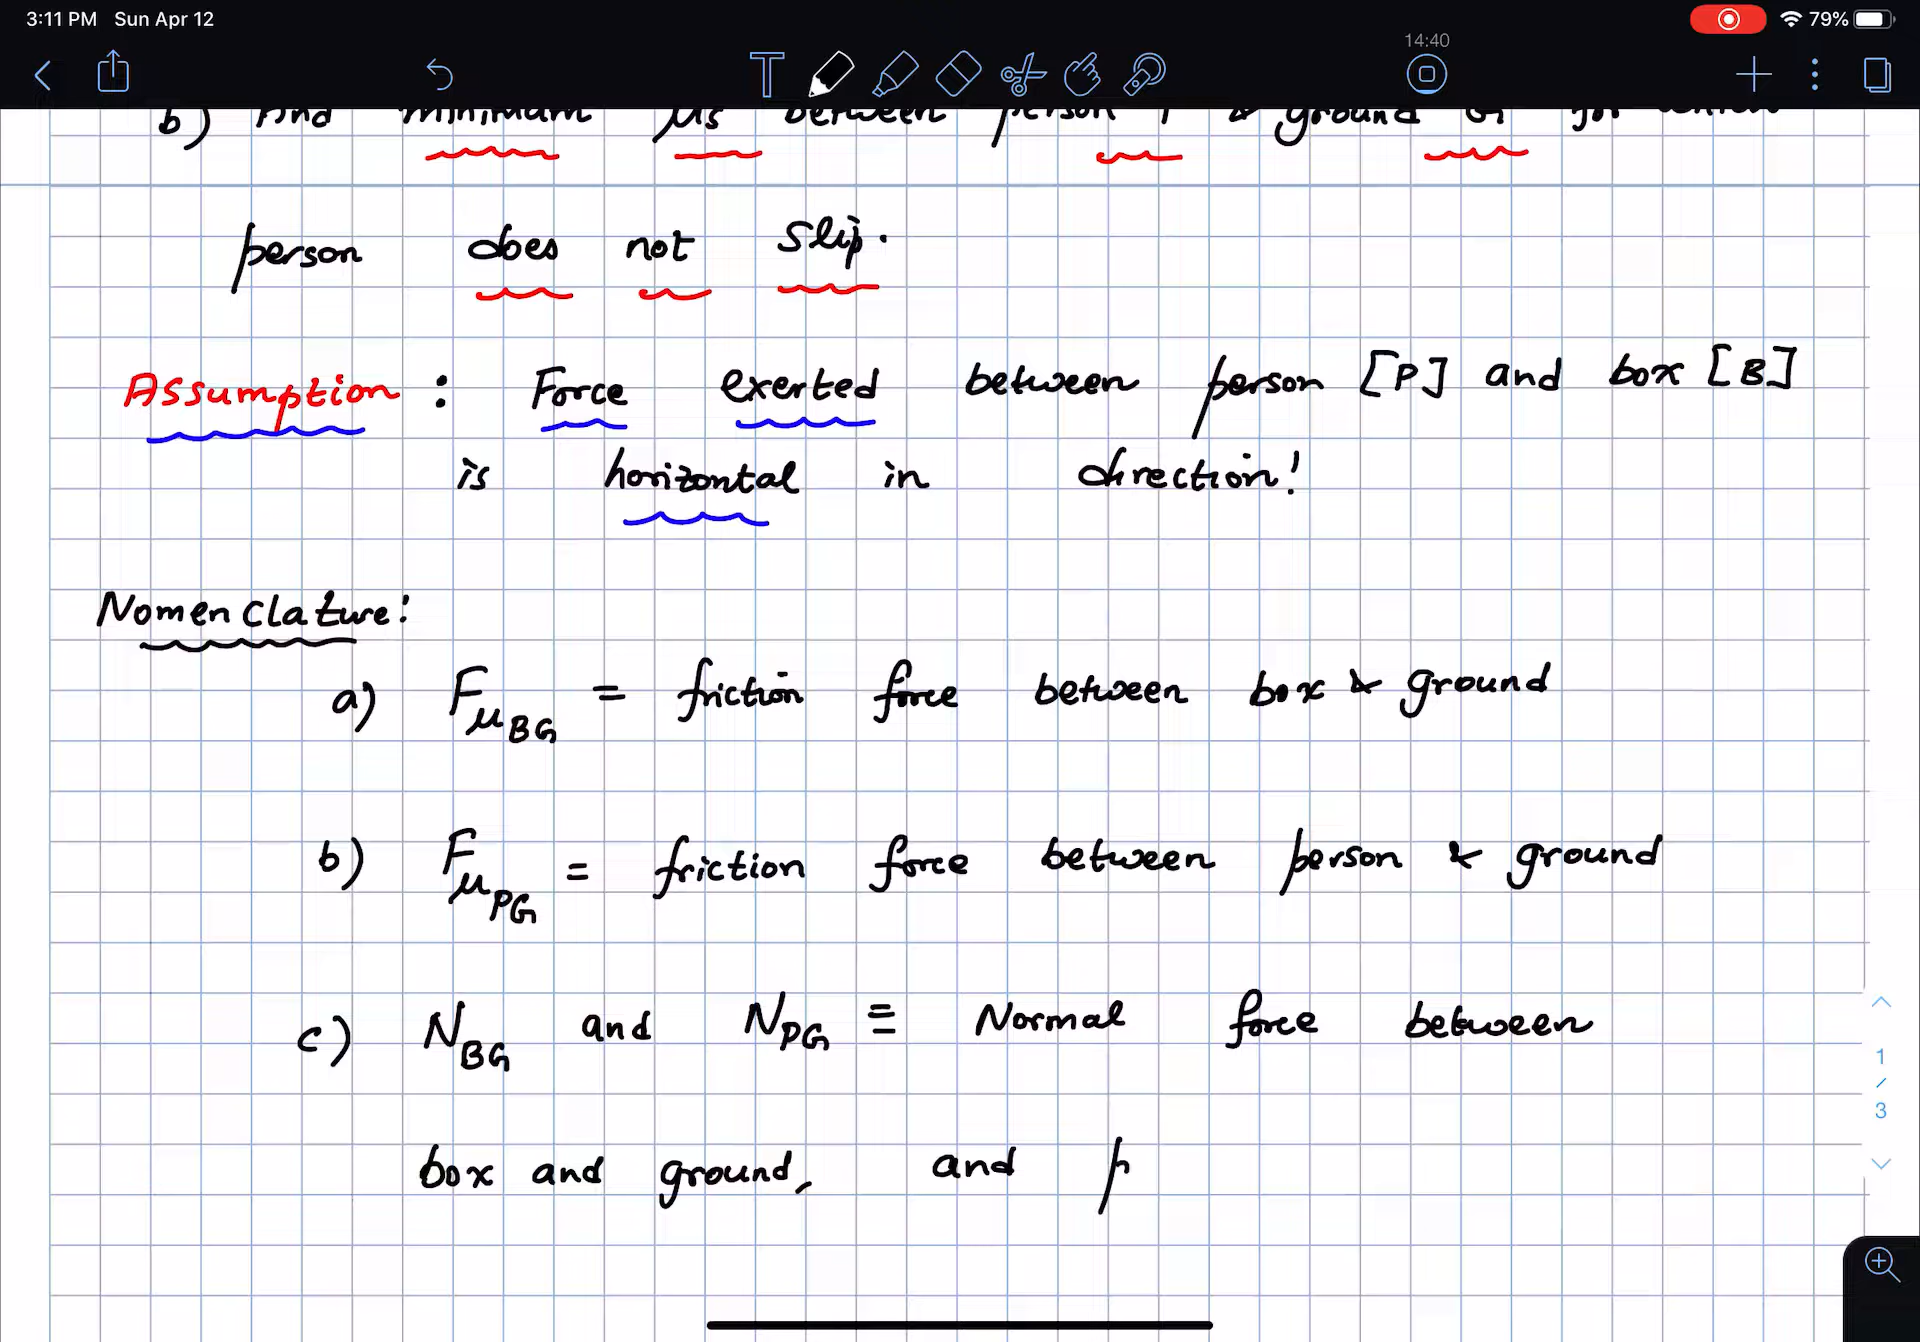 3:11 PM Sun Apr 12
79%
14:40
b) Find minimum μs between person P & ground G for which
person does not slip.
Assumption : Force exerted between person [P] and box [B]
is horizontal in direction!
Nomenclature:
a) FμBG = friction force between box & ground
b) FμPG = friction force between person & ground
c) NBG and NPG ≡ Normal force between
box and ground, and p
1
/
3